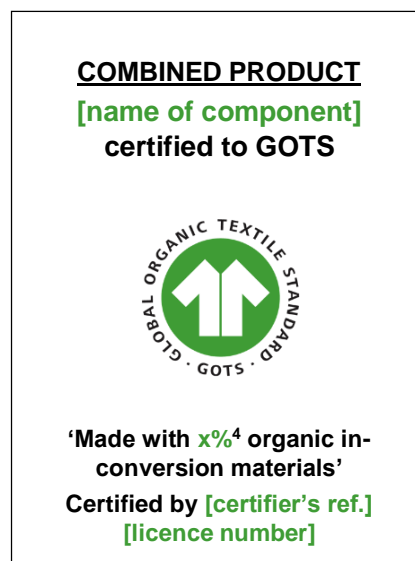 COMBINED PRODUCT
[name of component]
certified to GOTS
GLOBAL ORGANIC TEXTILE STANDARD · GOTS ·
‘Made with x%⁴ organic in-
conversion materials’
Certified by [certifier’s ref.]
[licence number]